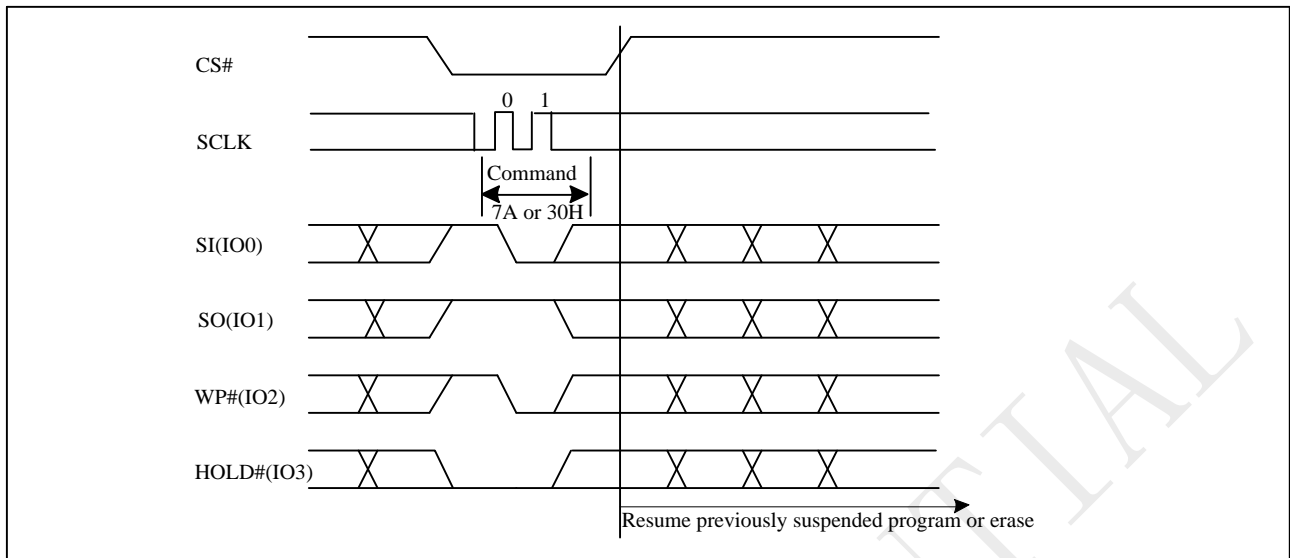 CS#
0 1
SCLK
Command
7A or 30H
SI(IO0)
SO(IO1)
WP#(IO2)
HOLD#(IO3)
Resume previously suspended program or erase